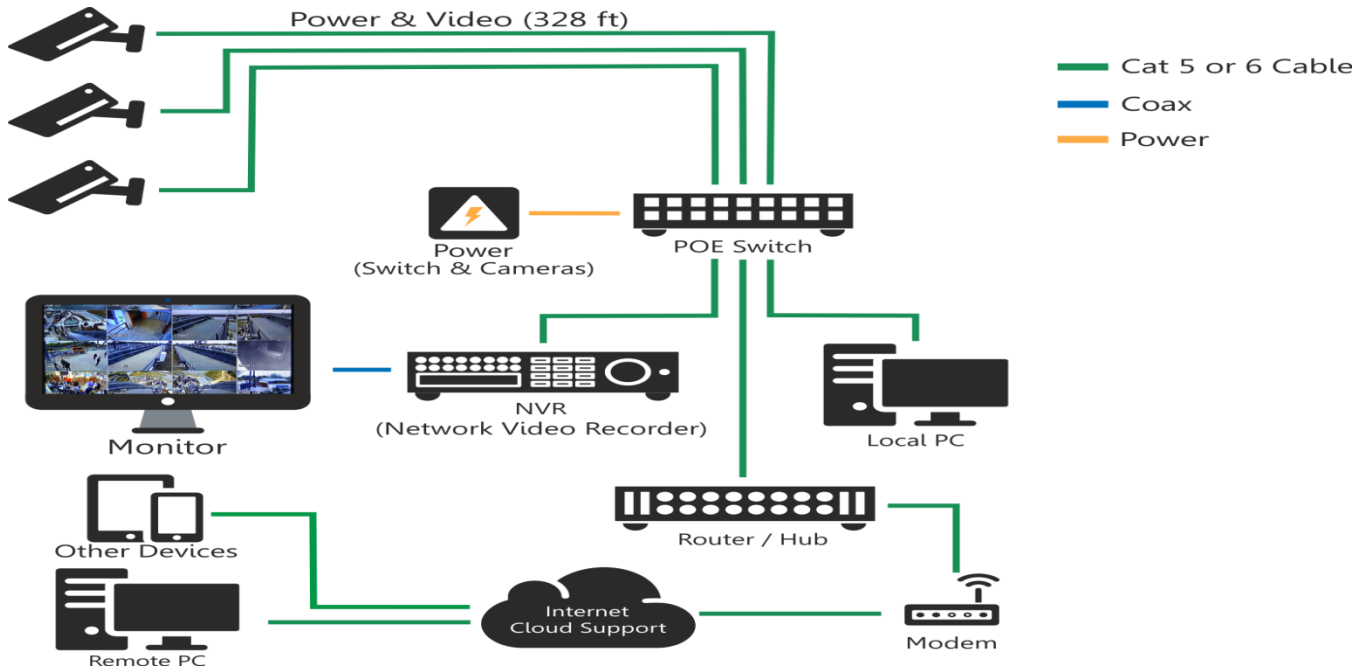 Power & Video (328 ft)
Cat 5 or 6 Cable
Coax
Power
Power
(Switch & Cameras)
POE Switch
Monitor
NVR
(Network Video Recorder)
Local PC
Other Devices
Router / Hub
Internet
Cloud Support
Modem
Remote PC